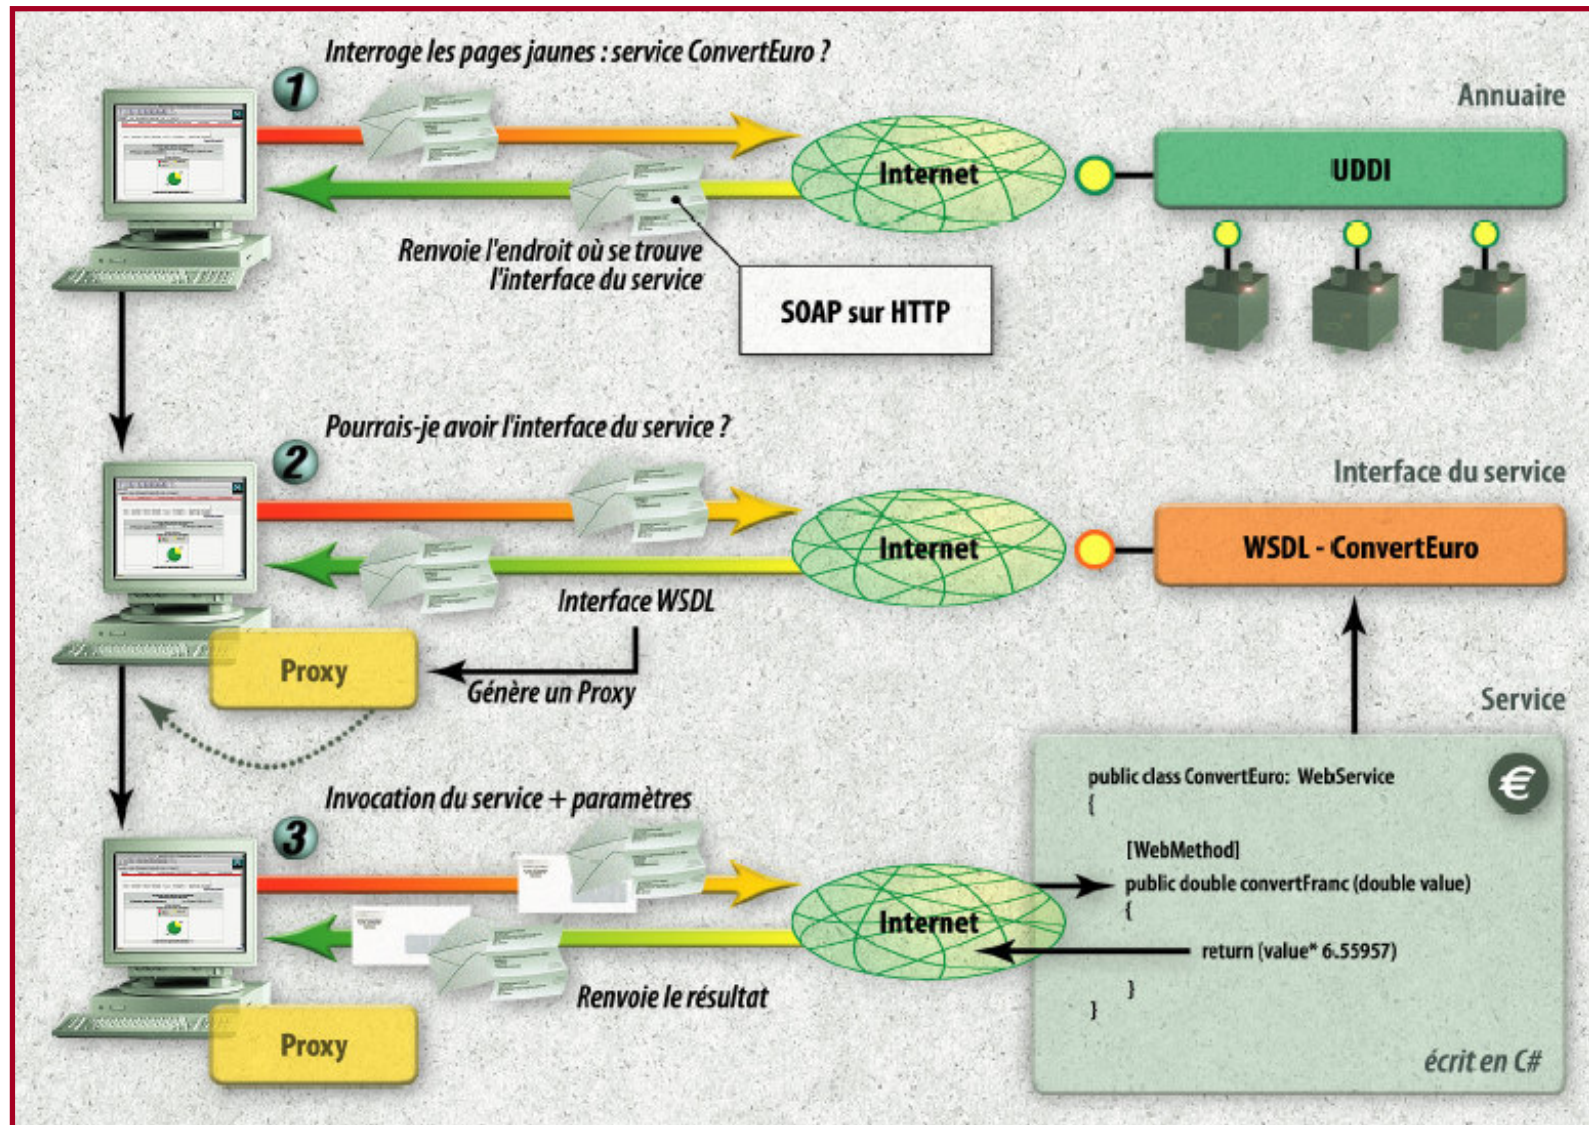 Interroge les pages jaunes : service ConvertEuro ?
1
Annuaire
Internet
UDDI
Renvoie l'endroit où se trouve
l'interface du service
SOAP sur HTTP
Pourrais-je avoir l'interface du service ?
2
Interface du service
Internet
WSDL - ConvertEuro
Interface WSDL
Proxy
Génère un Proxy
Service
Invocation du service + paramètres
3
public class ConvertEuro: WebService
€
{
[WebMethod]
public double convertFranc (double value)
{
Internet
return (value* 6.55957)
Renvoie le résultat
}
}
Proxy
écrit en C#